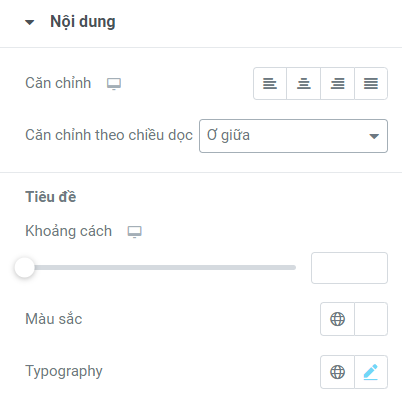 Nội dung
Căn chỉnh
Căn chỉnh theo chiều dọc Ơ giữa
Tiêu đề
Khoảng cách
Màu sắc
Typography